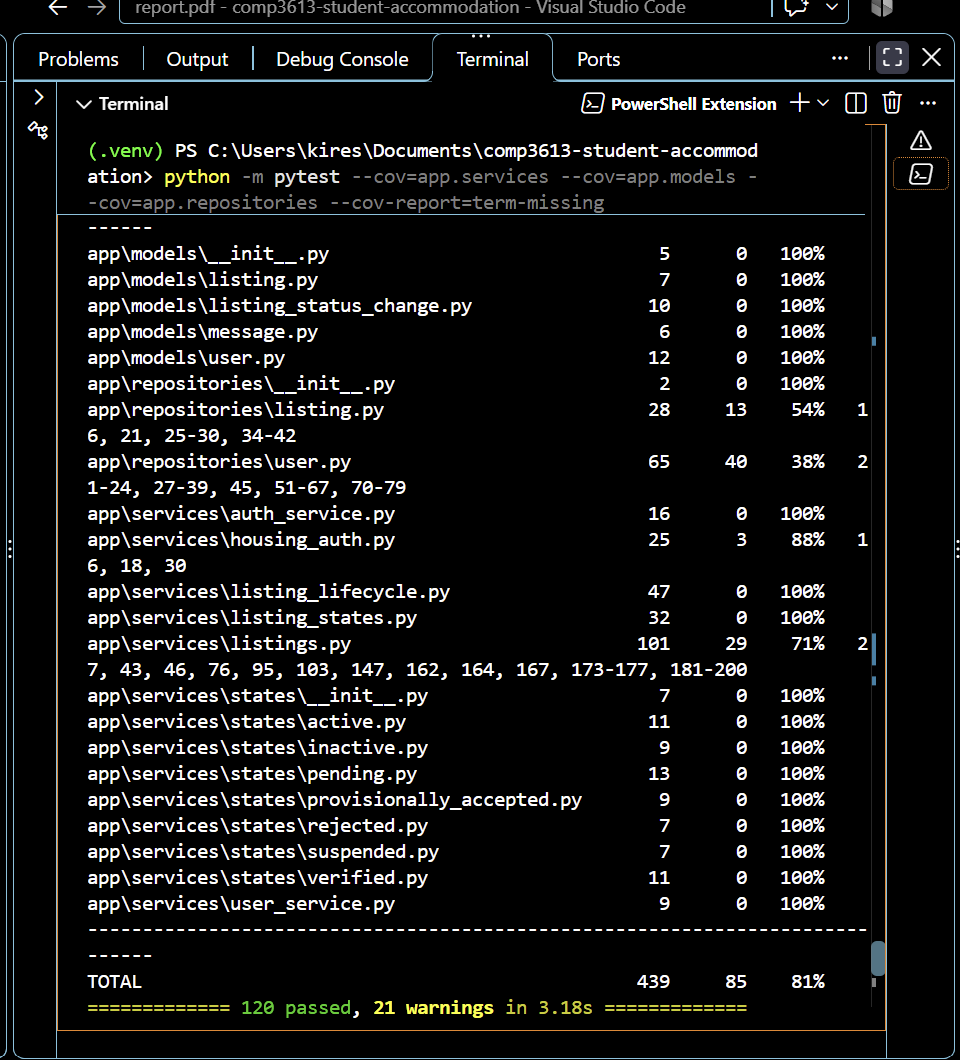 report.pdf - comp3613-student-accommodation - Visual Studio Code
Problems Output Debug Console Terminal Ports
Terminal PowerShell Extension
(.venv) PS C:\Users\kires\Documents\comp3613-student-accommod
ation> python -m pytest --cov=app.services --cov=app.models -
-cov=app.repositories --cov-report=term-missing
------
app\models\__init__.py 5 0 100%
app\models\listing.py 7 0 100%
app\models\listing_status_change.py 10 0 100%
app\models\message.py 6 0 100%
app\models\user.py 12 0 100%
app\repositories\__init__.py 2 0 100%
app\repositories\listing.py 28 13 54% 1
6, 21, 25-30, 34-42
app\repositories\user.py 65 40 38% 2
1-24, 27-39, 45, 51-67, 70-79
app\services\auth_service.py 16 0 100%
app\services\housing_auth.py 25 3 88% 1
6, 18, 30
app\services\listing_lifecycle.py 47 0 100%
app\services\listing_states.py 32 0 100%
app\services\listings.py 101 29 71% 2
7, 43, 46, 76, 95, 103, 147, 162, 164, 167, 173-177, 181-200
app\services\states\__init__.py 7 0 100%
app\services\states\active.py 11 0 100%
app\services\states\inactive.py 9 0 100%
app\services\states\pending.py 13 0 100%
app\services\states\provisionally_accepted.py 9 0 100%
app\services\states\rejected.py 7 0 100%
app\services\states\suspended.py 7 0 100%
app\services\states\verified.py 11 0 100%
app\services\user_service.py 9 0 100%
------------------------------------------------------------------------
------
TOTAL 439 85 81%
============= 120 passed, 21 warnings in 3.18s =============